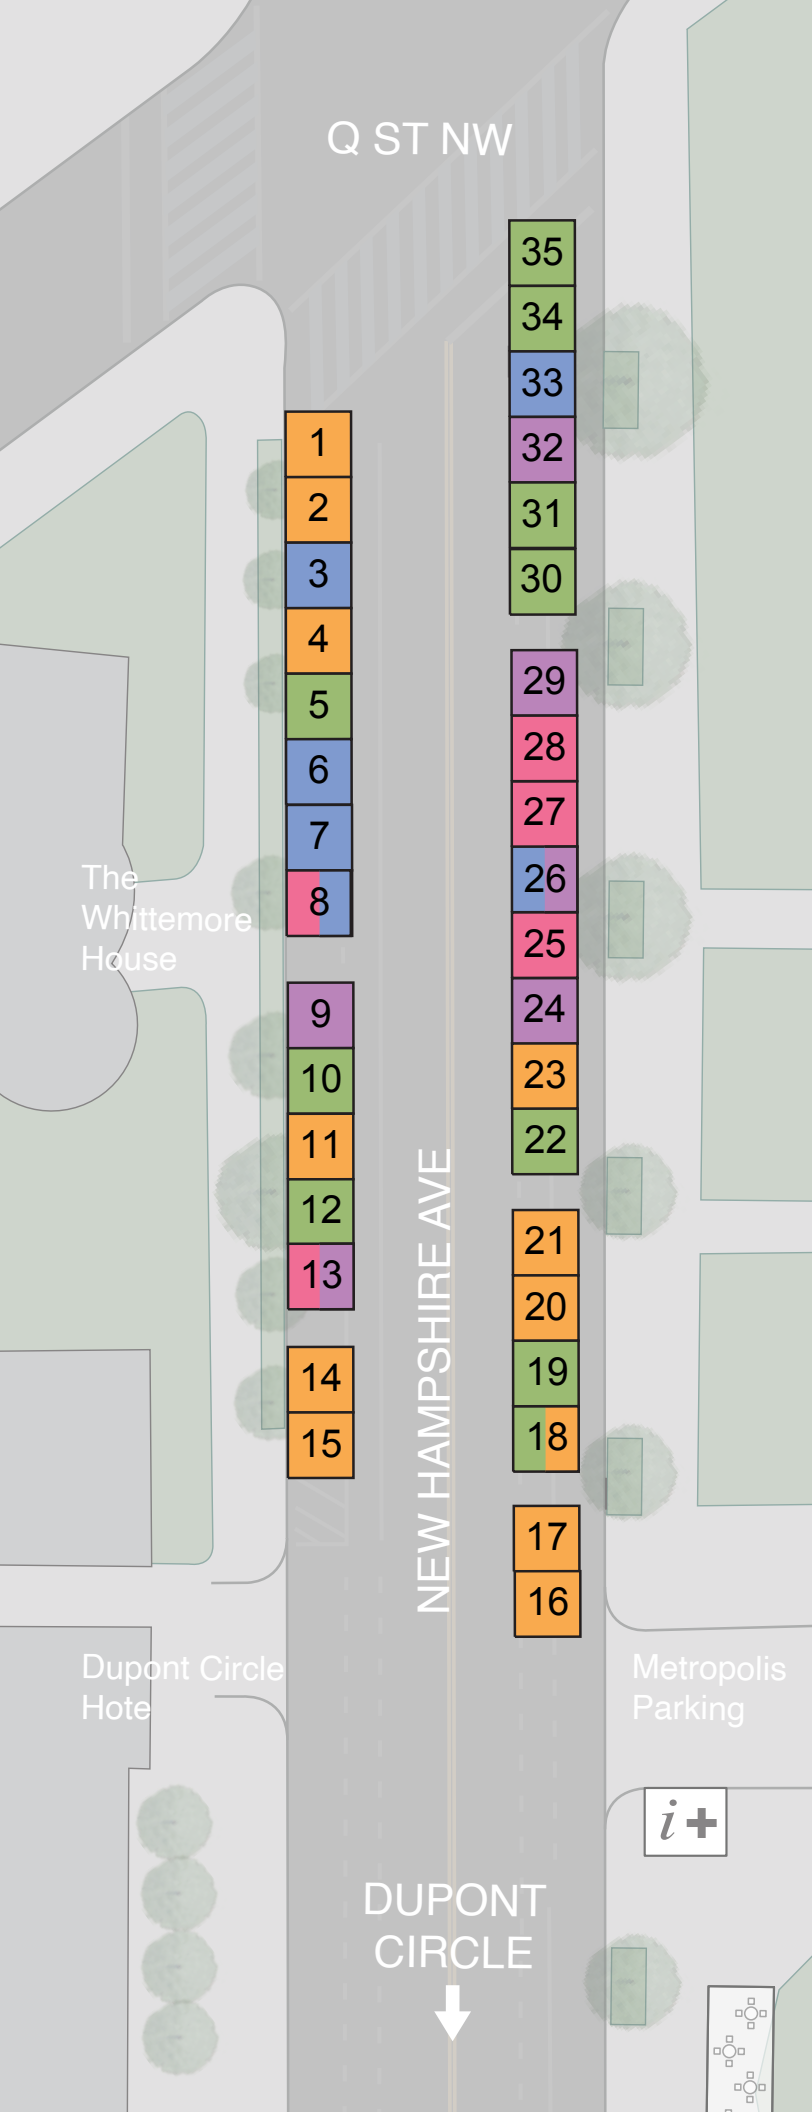 Q ST NW
35
34
33
32
31
30
1
2
3
4
5
6
7
8
29
28
27
26
25
24
23
22
The
Whittemore
House
9
10
11
12
13
14
15
NEW HAMPSHIRE AVE
21
20
19
18
17
16
Dupont Circle
Hote
Metropolis
Parking
i +
DUPONT
CIRCLE